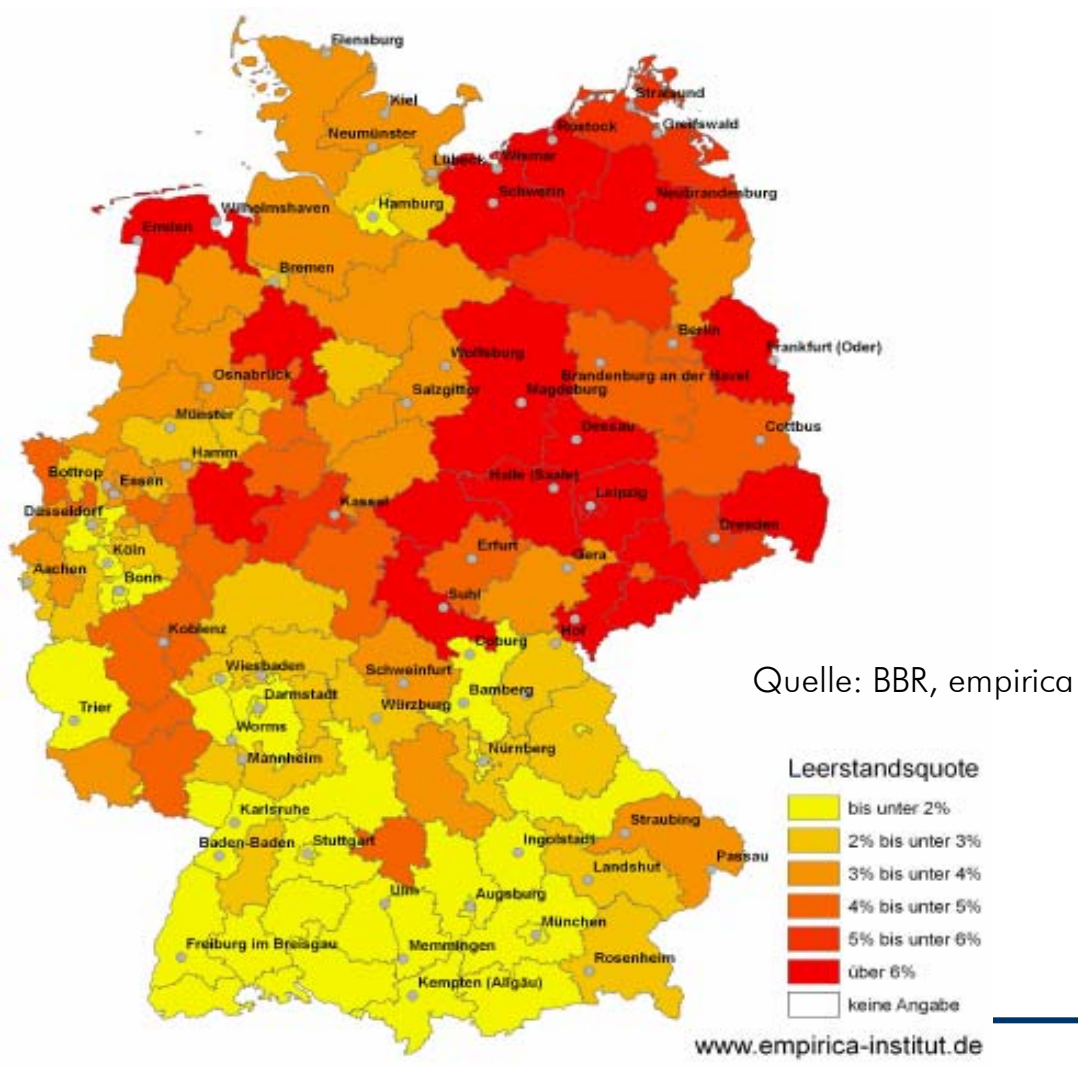 Flensburg
Kiel
Neumünster
Stralsund
Greifswald
Rostock
Lübeck
Wismar
Schwerin
Neubrandenburg
Hamburg
Wilhelmshaven
Emden
Bremen
Berlin
Frankfurt (Oder)
Wolfsburg
Brandenburg an der Havel
Osnabrück
Salzgitter
Magdeburg
Münster
Dessau
Cottbus
Hamm
Bottrop
Essen
Halle (Saale)
Leipzig
Kassel
Düsseldorf
Dresden
Köln
Erfurt
Gera
Aachen
Bonn
Suhl
Koblenz
Coburg
Hof
Wiesbaden
Schweinfurt
Quelle: BBR, empirica
Darmstadt
Bamberg
Trier
Würzburg
Worms
Nürnberg
Mannheim
Leerstandsquote
bis unter 2%
2% bis unter 3%
3% bis unter 4%
4% bis unter 5%
5% bis unter 6%
über 6%
keine Angabe
Karlsruhe
Straubing
Baden-Baden
Stuttgart
Ingolstadt
Passau
Landshut
Ulm
Augsburg
München
Freiburg im Breisgau
Memmingen
Rosenheim
Kempten (Allgäu)
www.empirica-institut.de